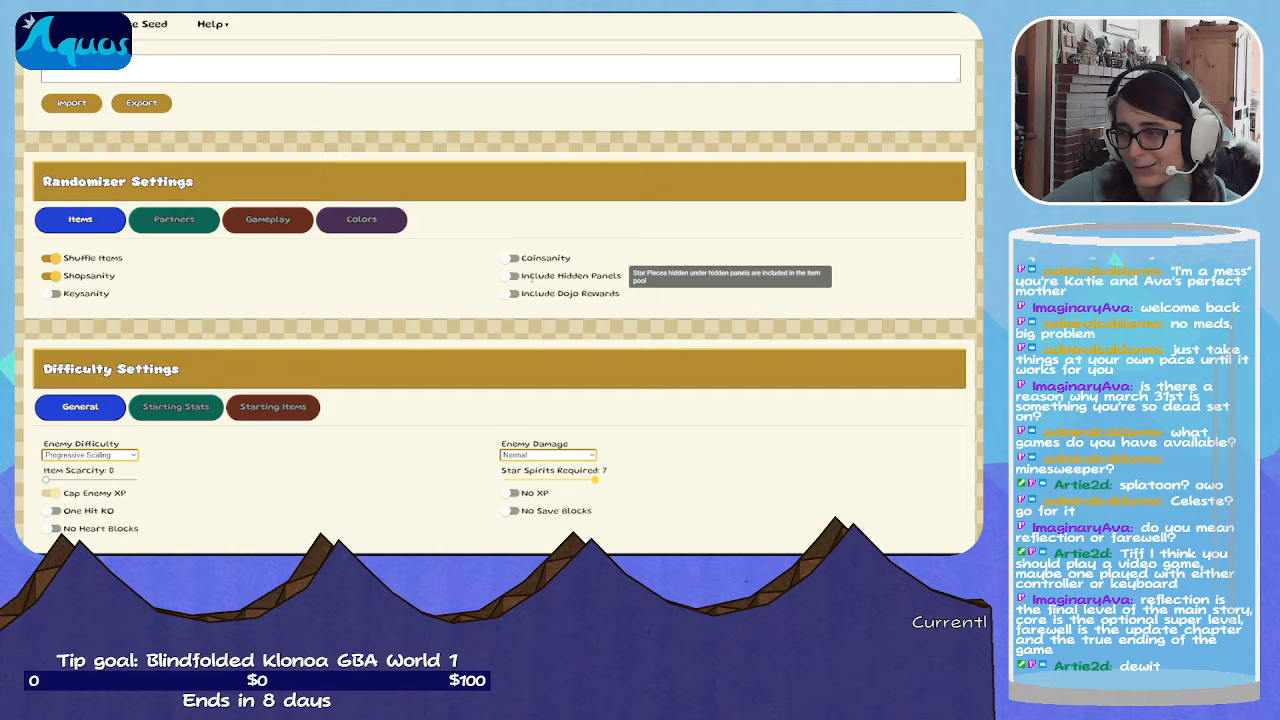 Aquos
e Seed
Help▾
Import
Export
Randomizer Settings
Items
Partners
Gameplay
Colors
Shuffle Items
Shopsanity
Keysanity
Coinsanity
Include Hidden Panels
Include Dojo Rewards
Star Pieces hidden under hidden panels are included in the item
pool
Difficulty Settings
General
Starting Stats
Starting Items
Enemy Difficulty
Progressive Scaling
Item Scarcity: 0
Cap Enemy XP
One Hit KO
No Heart Blocks
Enemy Damage
Normal
Star Spirits Required: 7
No XP
No Save Blocks
Currentl
Tip goal: Blindfolded Klonoa GBA World 1
0
$0
$100
Ends in 8 days
admiralcoldarms: "I'm a mess"
you're Katie and Ava's perfect
mother
ImaginaryAva: welcome back
admiralcoldarms: no meds,
big problem
admiralcoldarms: just take
things at your own pace until it
works for you
ImaginaryAva: is there a
reason why march 31st is
something you're so dead set
on?
admiralcoldarms: what
games do you have available?
admiralcoldarms:
minesweeper?
Artie2d: splatoon? owo
admiralcoldarms: Celeste?
go for it
ImaginaryAva: do you mean
reflection or farewell?
Artie2d: Tiff I think you
should play a video game,
maybe one played with either
controller or keyboard
ImaginaryAva: reflection is
the final level of the main story,
core is the optional super level,
farewell is the update chapter
and the true ending of the
game
Artie2d: dewit